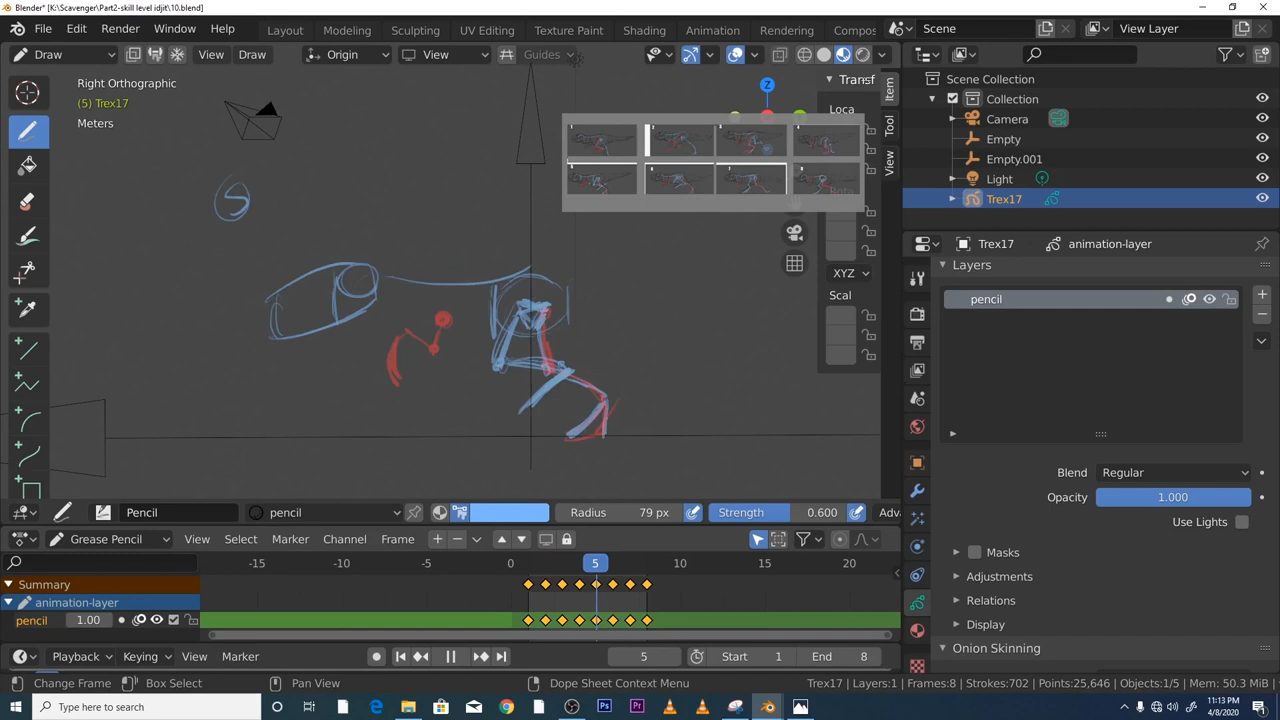 Blender* [K:\Scavenger\Part2-skill level idjit\10.blend]
File Edit Render Window Help Layout Modeling Sculpting UV Editing Texture Paint Shading Animation Rendering Scene View Layer
Draw View Draw Origin View Guides
Right Orthographic
(5) Trex17
Meters
5
Z
Transf
Loca
XYZ
Scal
Item
Tool
View
Scene Collection
Collection
Camera
Empty
Empty.001
Light
Trex17
Trex17 animation-layer
Layers
pencil
Blend Regular
Opacity 1.000
Use Lights
Masks
Adjustments
Relations
Display
Onion Skinning
Pencil pencil Radius 79 px Strength 0.600 Adva
Grease Pencil View Select Marker Channel Frame
-15 -10 -5 0 5 10 15 20
Summary
animation-layer
pencil 1.00
Playback Keying View Marker 5 Start 1 End 8
Change Frame Box Select Pan View Dope Sheet Context Menu Trex17 | Layers:1 | Frames:8 | Strokes:702 | Points:25,646 | Objects:1/5 | Mem: 50.3 MiB
Type here to search
11:13 PM
4/8/2020